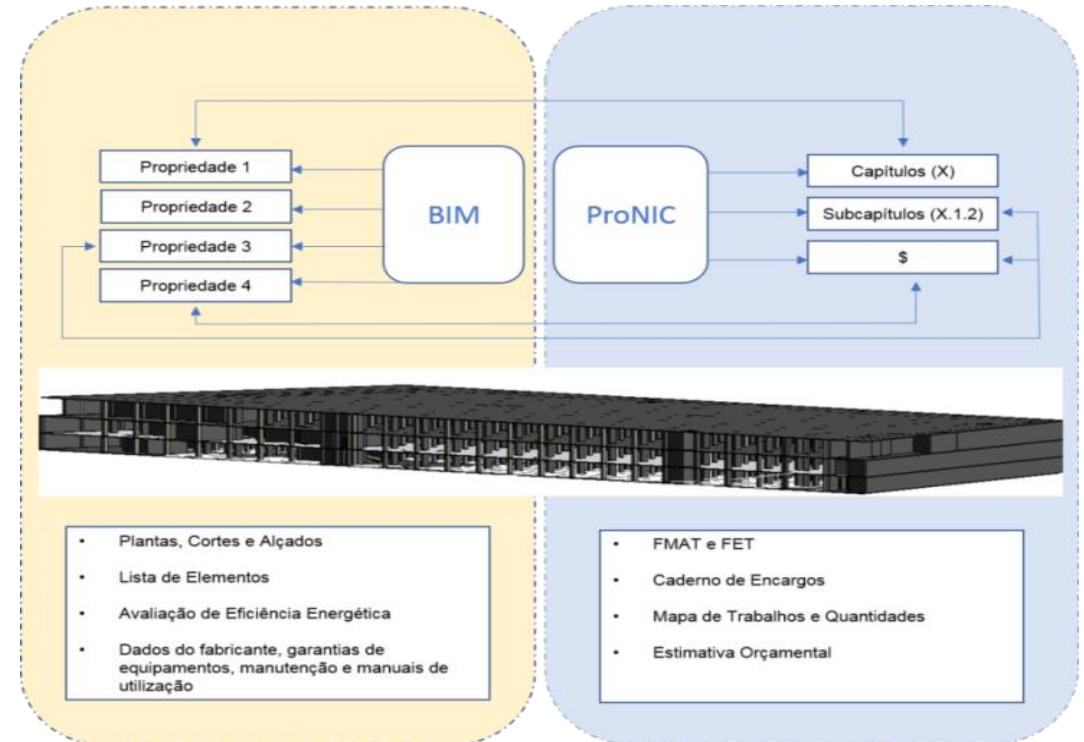 Propriedade 1
Propriedade 2
Propriedade 3
Propriedade 4
BIM
ProNIC
Capítulos (X)
Subcapítulos (X.1.2)
$
• Plantas, Cortes e Alçados
• Lista de Elementos
• Avaliação de Eficiência Energética
• Dados do fabricante, garantias de
equipamentos, manutenção e manuais de
utilização
• FMAT e FET
• Caderno de Encargos
• Mapa de Trabalhos e Quantidades
• Estimativa Orçamental